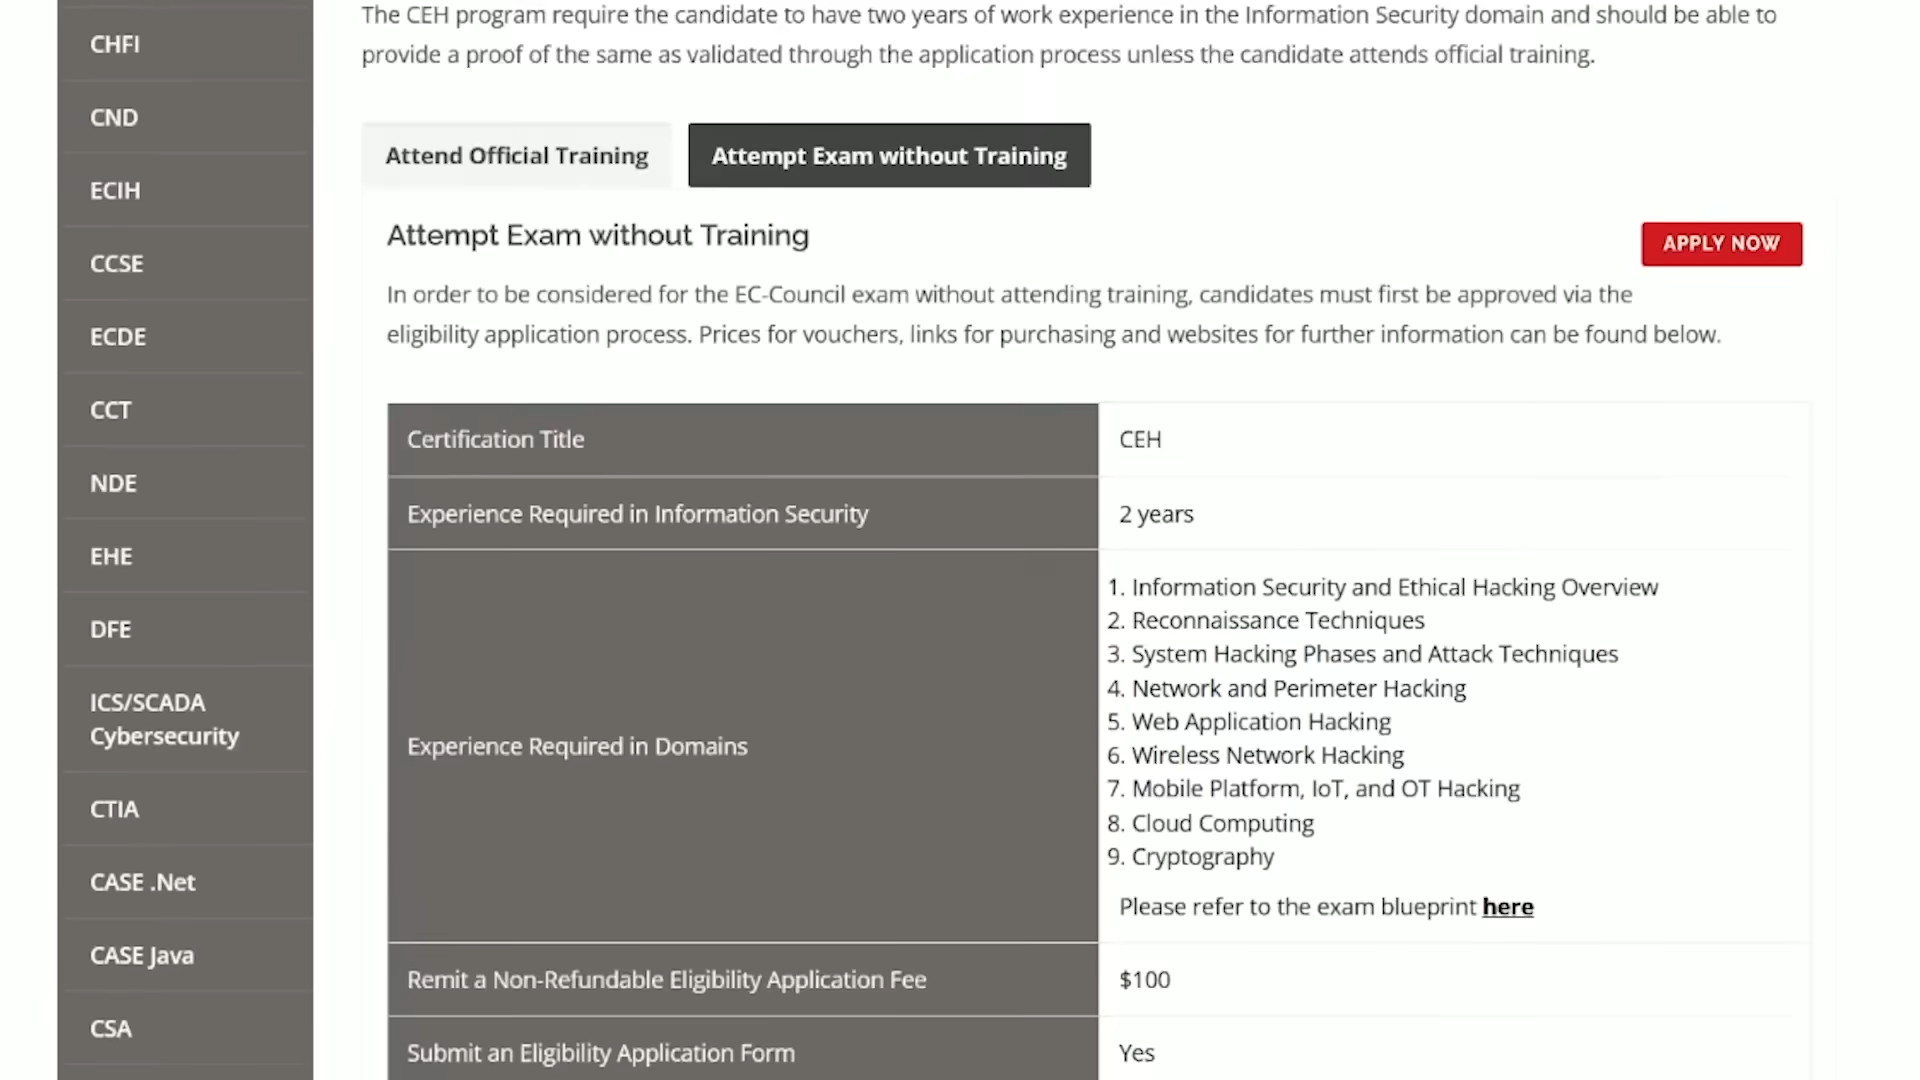 CHFI
CND
ECIH
CCSE
ECDE
CCT
NDE
EHE
DFE
ICS/SCADA
Cybersecurity
CTIA
CASE .Net
CASE Java
CSA
The CEH program require the candidate to have two years of work experience in the Information Security domain and should be able to
provide a proof of the same as validated through the application process unless the candidate attends official training.
Attend Official Training
Attempt Exam without Training
Attempt Exam without Training
APPLY NOW
In order to be considered for the EC-Council exam without attending training, candidates must first be approved via the
eligibility application process. Prices for vouchers, links for purchasing and websites for further information can be found below.
Certification Title
CEH
Experience Required in Information Security
2 years
Experience Required in Domains
1. Information Security and Ethical Hacking Overview
2. Reconnaissance Techniques
3. System Hacking Phases and Attack Techniques
4. Network and Perimeter Hacking
5. Web Application Hacking
6. Wireless Network Hacking
7. Mobile Platform, IoT, and OT Hacking
8. Cloud Computing
9. Cryptography
Please refer to the exam blueprint here
Remit a Non-Refundable Eligibility Application Fee
$100
Submit an Eligibility Application Form
Yes